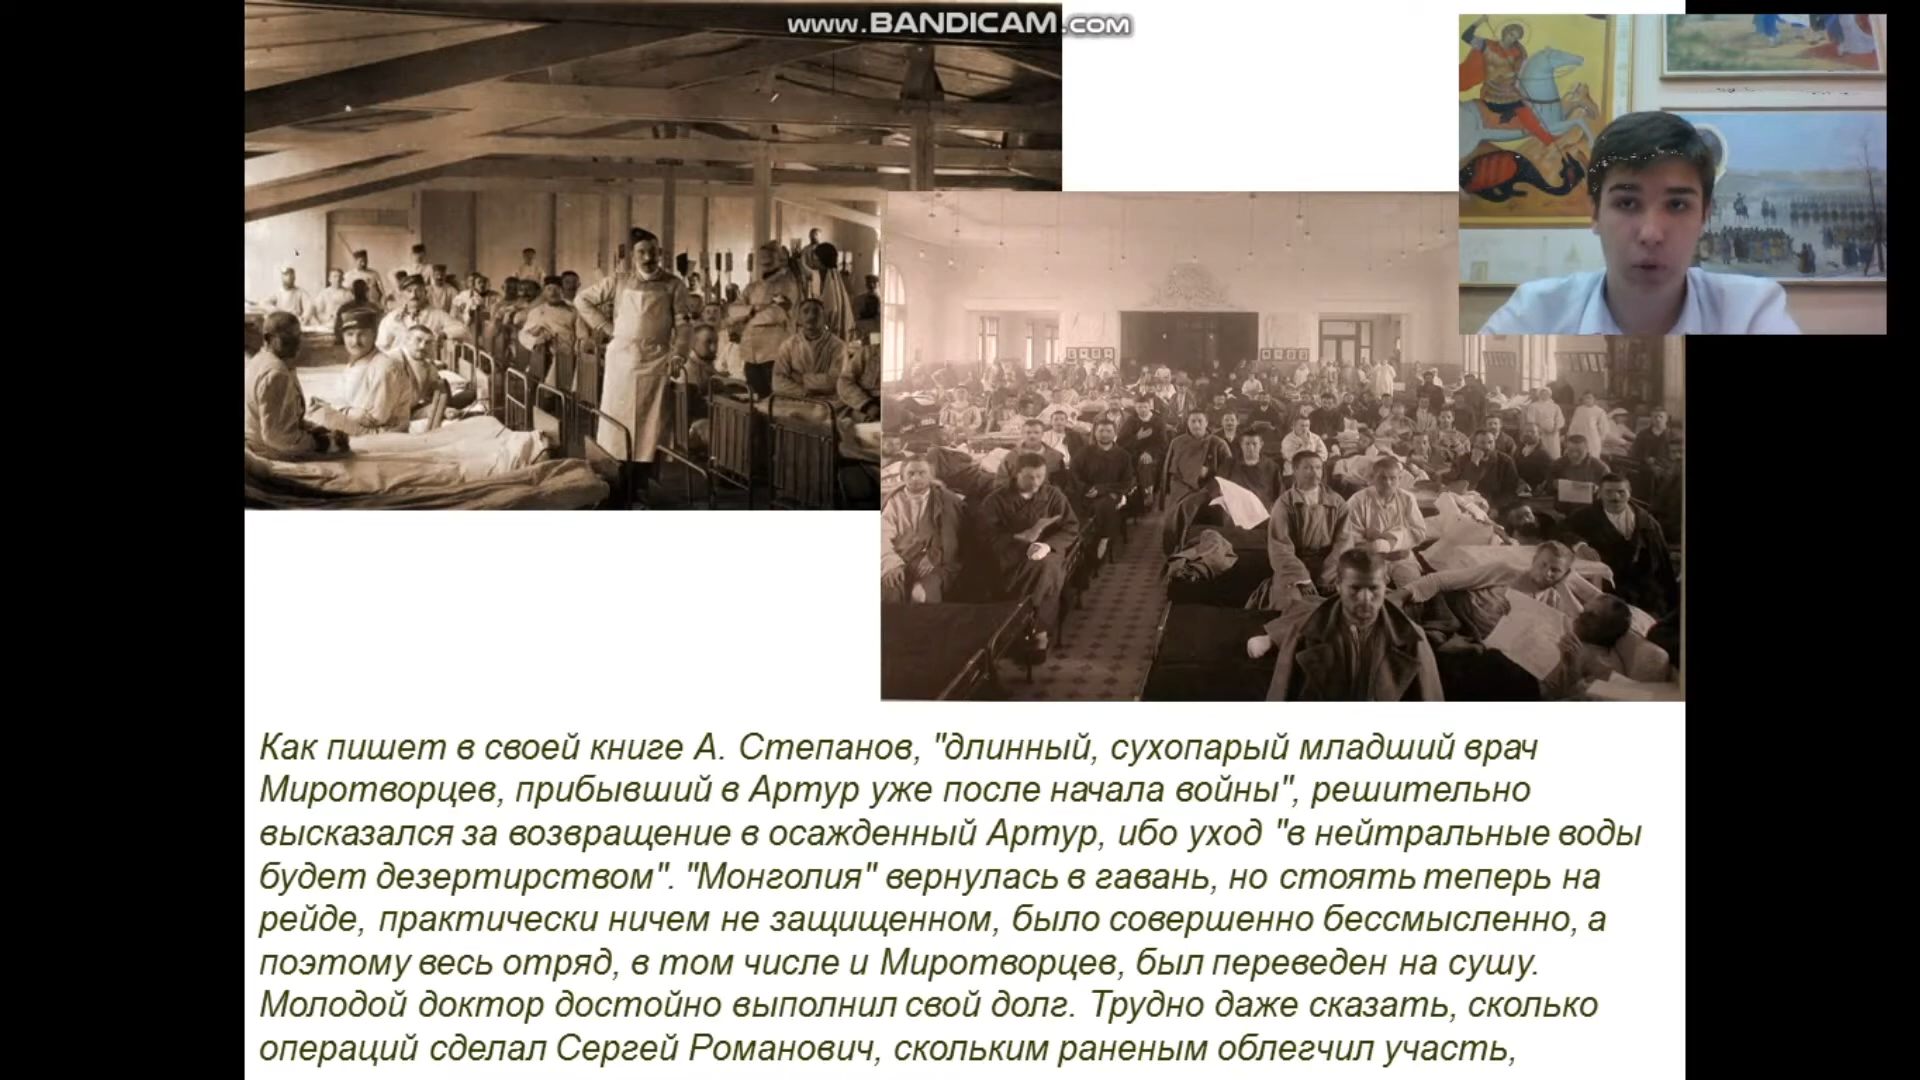 www.BANDICAM.com
Как пишет в своей книге А. Степанов, "длинный, сухопарый младший врач
Миротворцев, прибывший в Артур уже после начала войны", решительно
высказался за возвращение в осажденный Артур, ибо уход "в нейтральные воды
будет дезертирством". "Монголия" вернулась в гавань, но стоять теперь на
рейде, практически ничем не защищенном, было совершенно бессмысленно, а
поэтому весь отряд, в том числе и Миротворцев, был переведен на сушу.
Молодой доктор достойно выполнил свой долг. Трудно даже сказать, сколько
операций сделал Сергей Романович, скольким раненым облегчил участь,